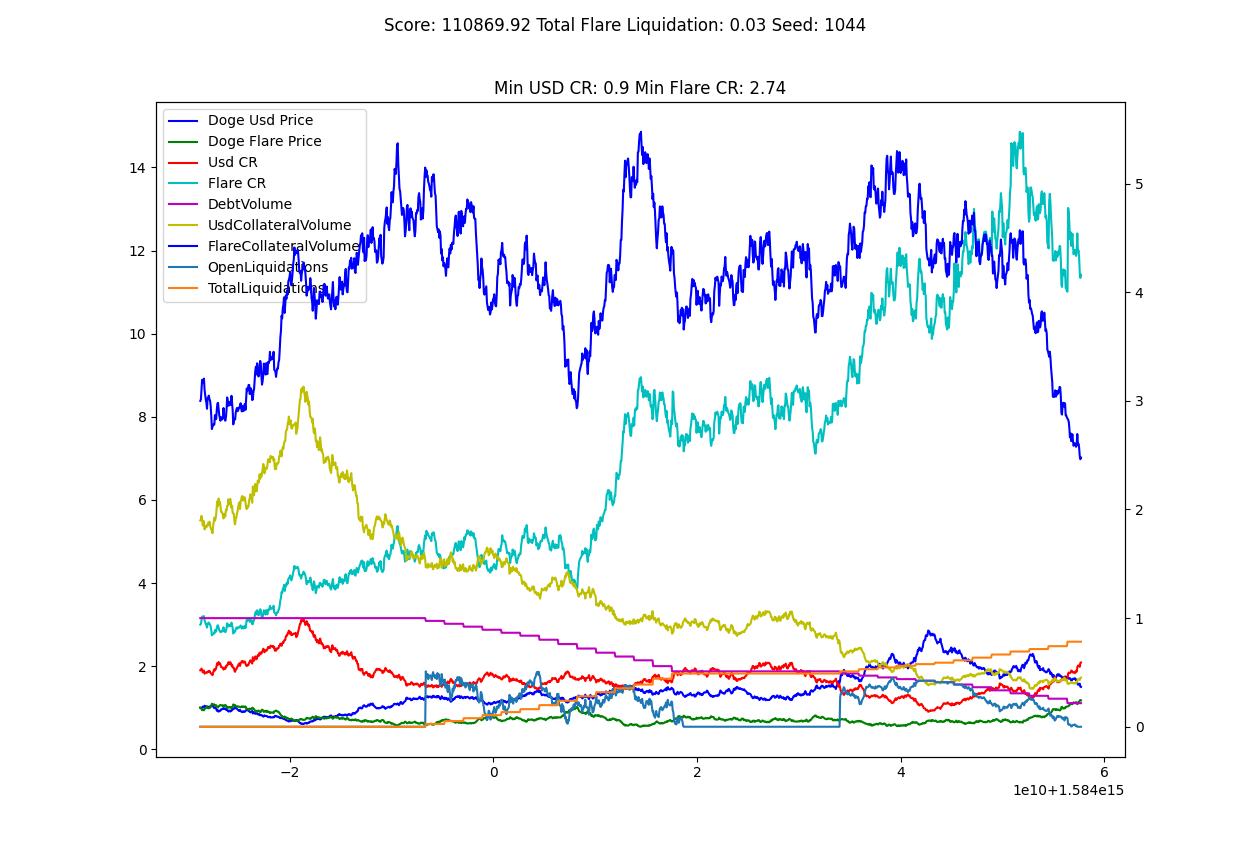 Score: 110869.92 Total Flare Liquidation: 0.03 Seed: 1044
Min USD CR: 0.9 Min Flare CR: 2.74
Doge Usd Price
Doge Flare Price
Usd CR
Flare CR
DebtVolume
UsdCollateralVolume
FlareCollateralVolume
OpenLiquidations
TotalLiquidations
14
12
10
8
6
4
2
0
5
4
3
2
1
0
−2
0
2
4
6
1e10+1.584e15